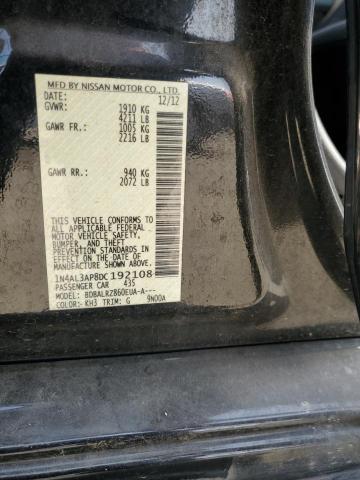 MFD BY NISSAN MOTOR CO., LTD.
DATE: 12/12
GVWR: 1910 KG
4211 LB
GAWR FR: 1005 KG
2216 LB
GAWR RR: 940 KG
2072 LB
THIS VEHICLE CONFORMS TO
ALL APPLICABLE FEDERAL
MOTOR VEHICLE SAFETY,
BUMPER, AND THEFT
PREVENTION STANDARDS
IN EFFECT ON THE DATE
OF MANUFACTURE SHOWN
ABOVE.
1N4AL3AP8DC192108
PASSENGER CAR 435
MODEL: BDBALRZ860EUA-A---
COLOR: KH3 TRIM: G 9N00A